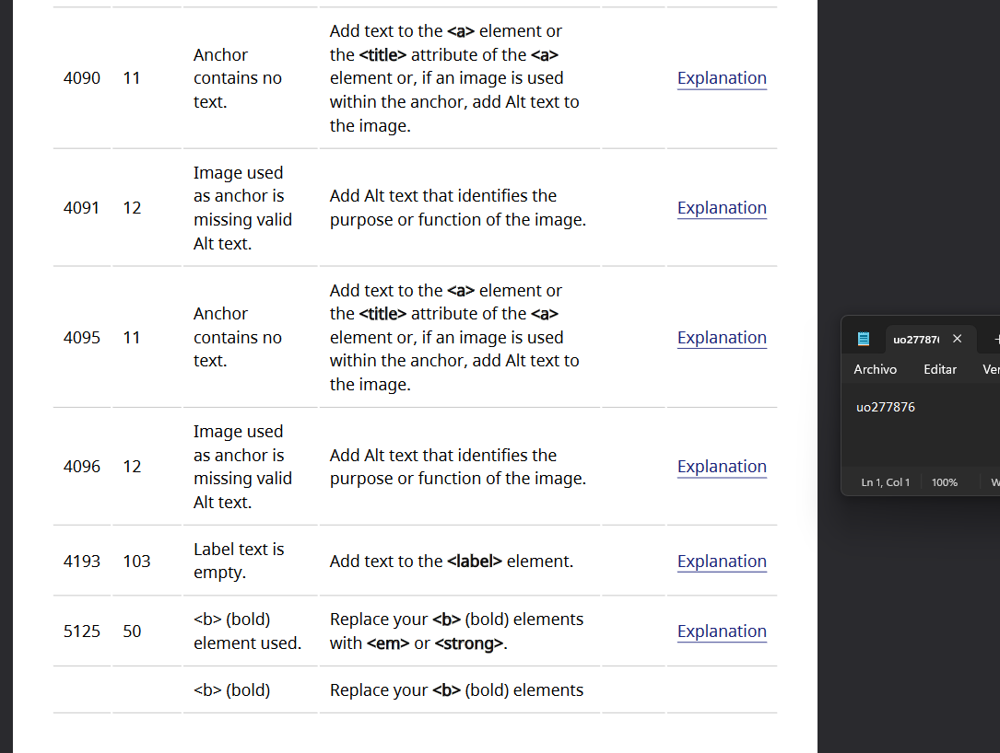 Add text to the <a> element or
the <title> attribute of the <a>
4090 11 Anchor contains no text. element or, if an image is used Explanation
within the anchor, add Alt text to
the image.
Image used
as anchor is
missing valid
Alt text.
4091 12 Add Alt text that identifies the
purpose or function of the image. Explanation
Add text to the <a> element or
the <title> attribute of the <a>
4095 11 Anchor contains no text. element or, if an image is used Explanation
within the anchor, add Alt text to
the image.
Image used
as anchor is
missing valid
Alt text.
4096 12 Add Alt text that identifies the
purpose or function of the image. Explanation
4193 103 Label text is
empty. Add text to the <label> element. Explanation
5125 50 <b> (bold)
element used. Replace your <b> (bold) elements
with <em> or <strong>. Explanation
<b> (bold) Replace your <b> (bold) elements
uo277876
Archivo Editar Ver
uo277876
Ln 1, Col 1 100%